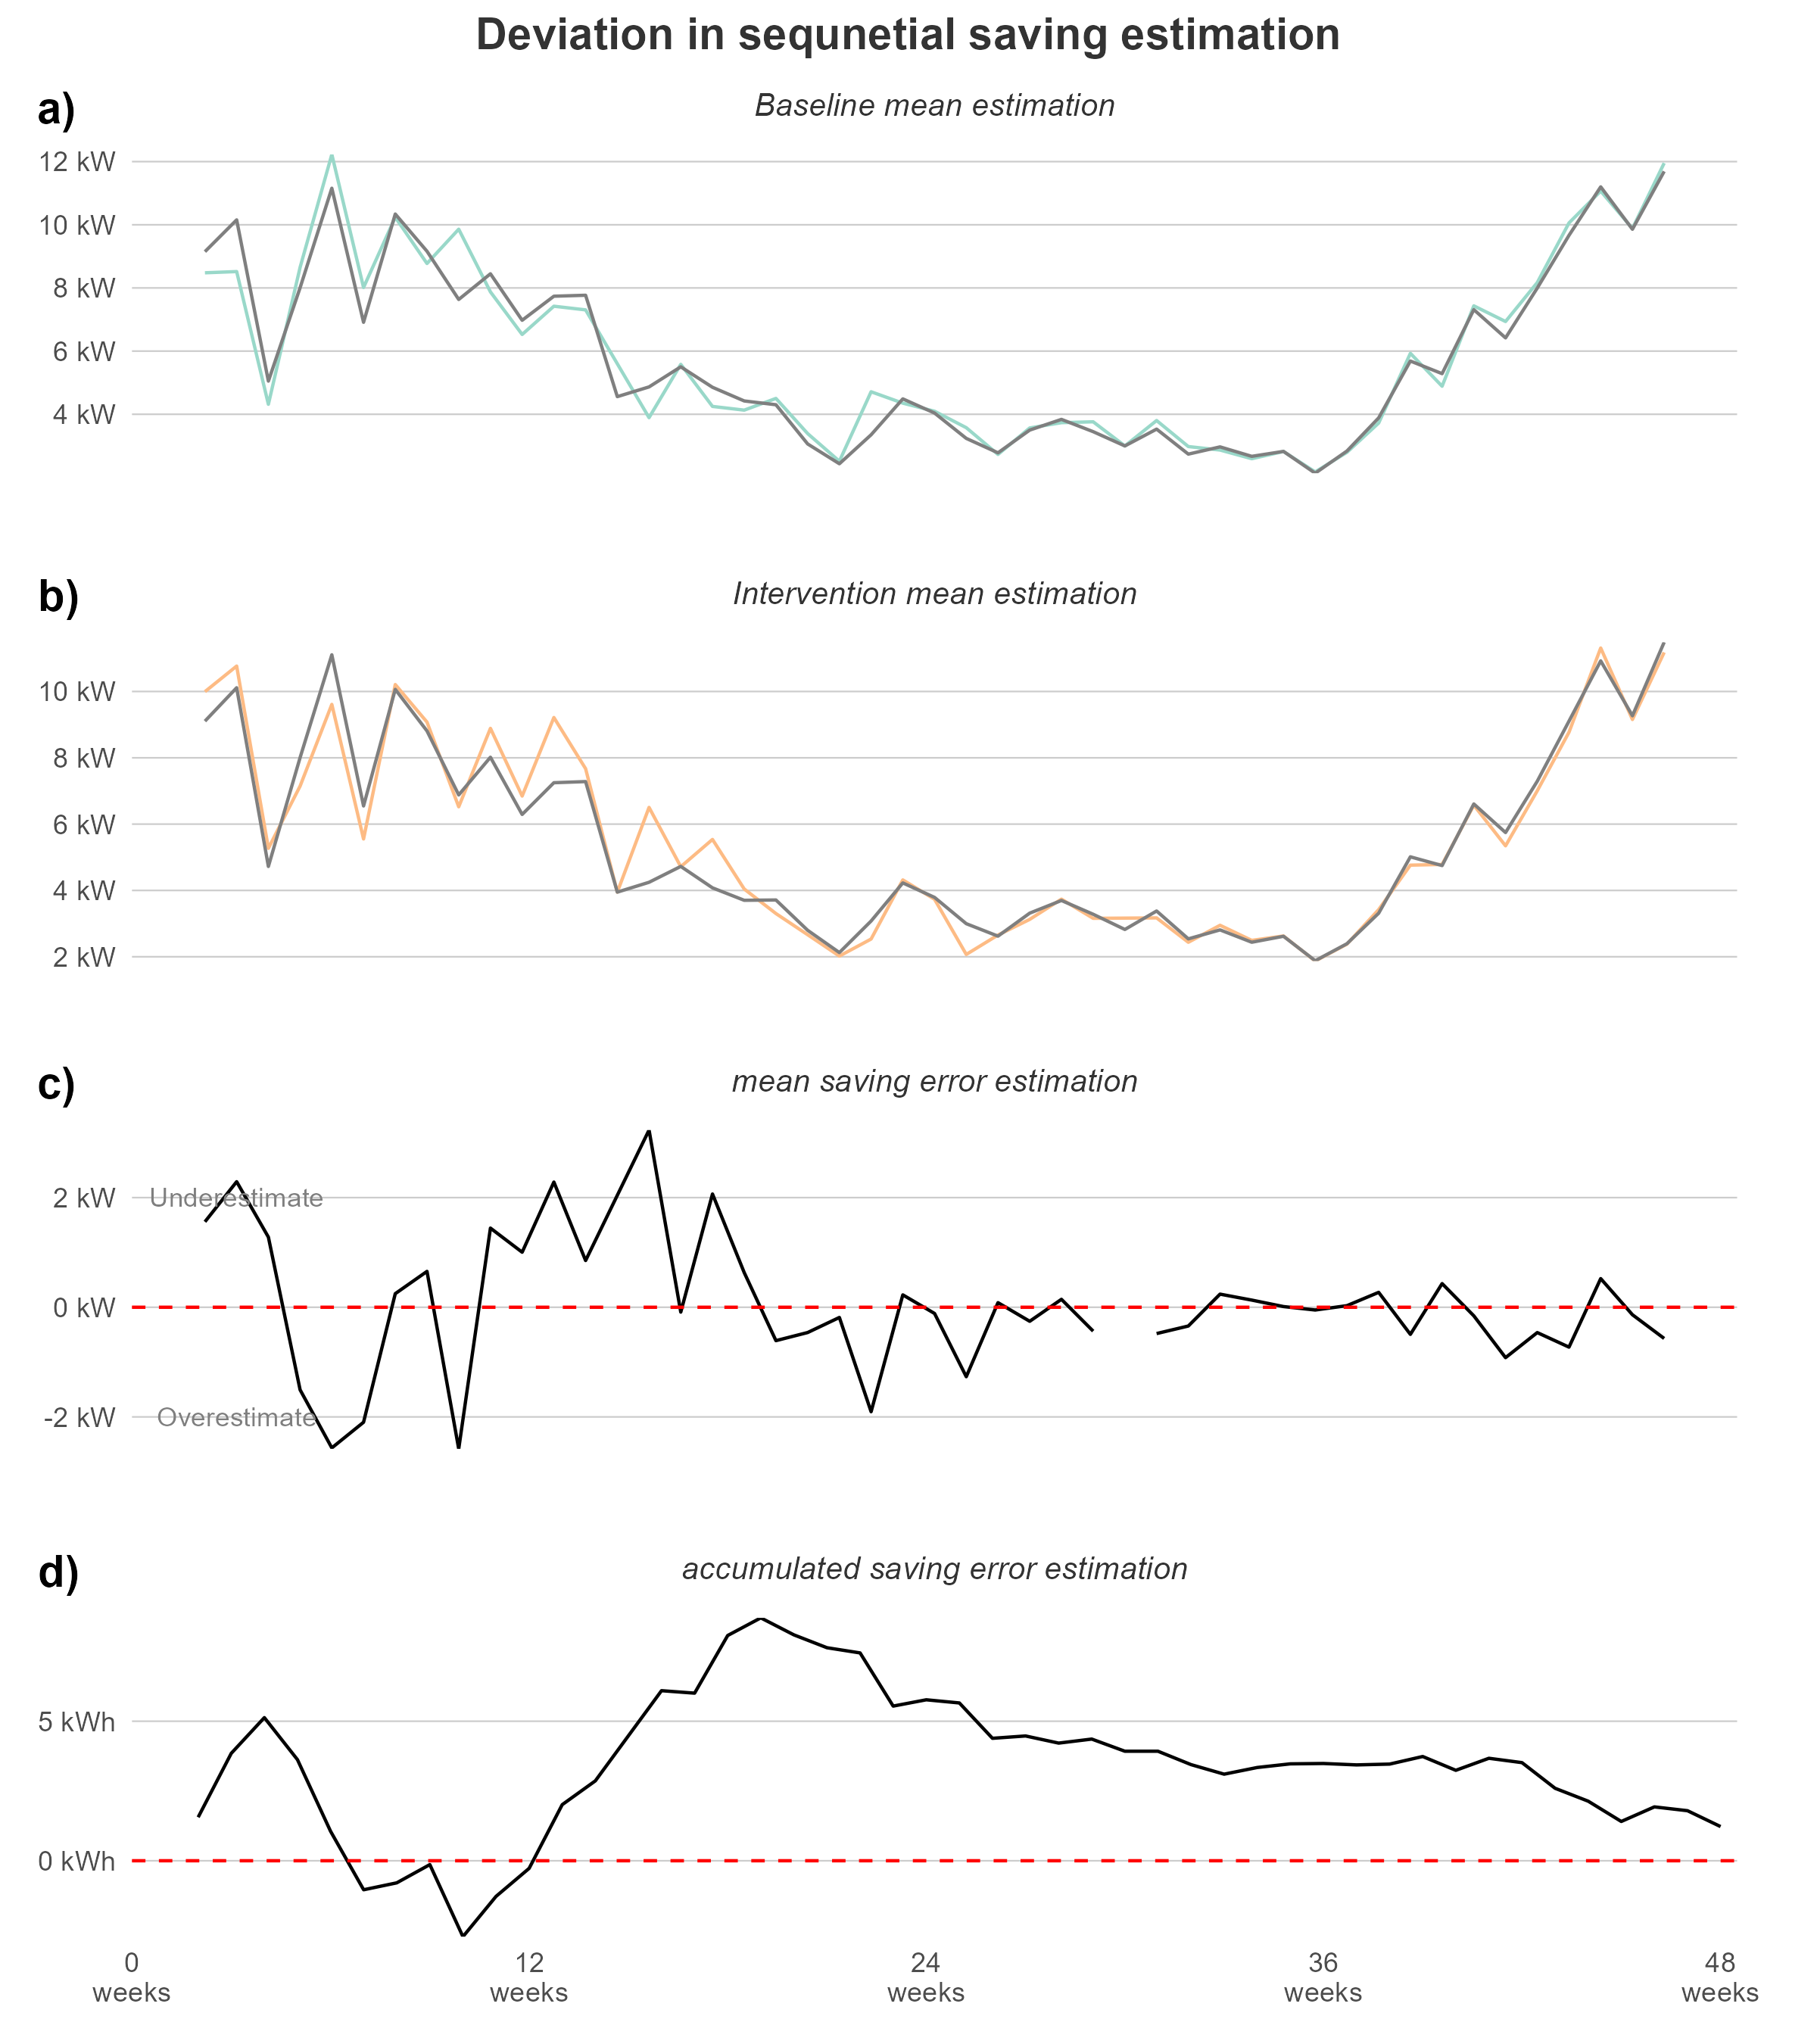 Deviation in sequnetial saving estimation
a)
Baseline mean estimation
12 kW
10 kW
8 kW
6 kW
4 kW
b)
Intervention mean estimation
10 kW
8 kW
6 kW
4 kW
2 kW
c)
mean saving error estimation
2 kW
Underestimate
0 kW
-2 kW
Overestimate
d)
accumulated saving error estimation
5 kWh
0 kWh
0 12 24 36 48
weeks weeks weeks weeks weeks